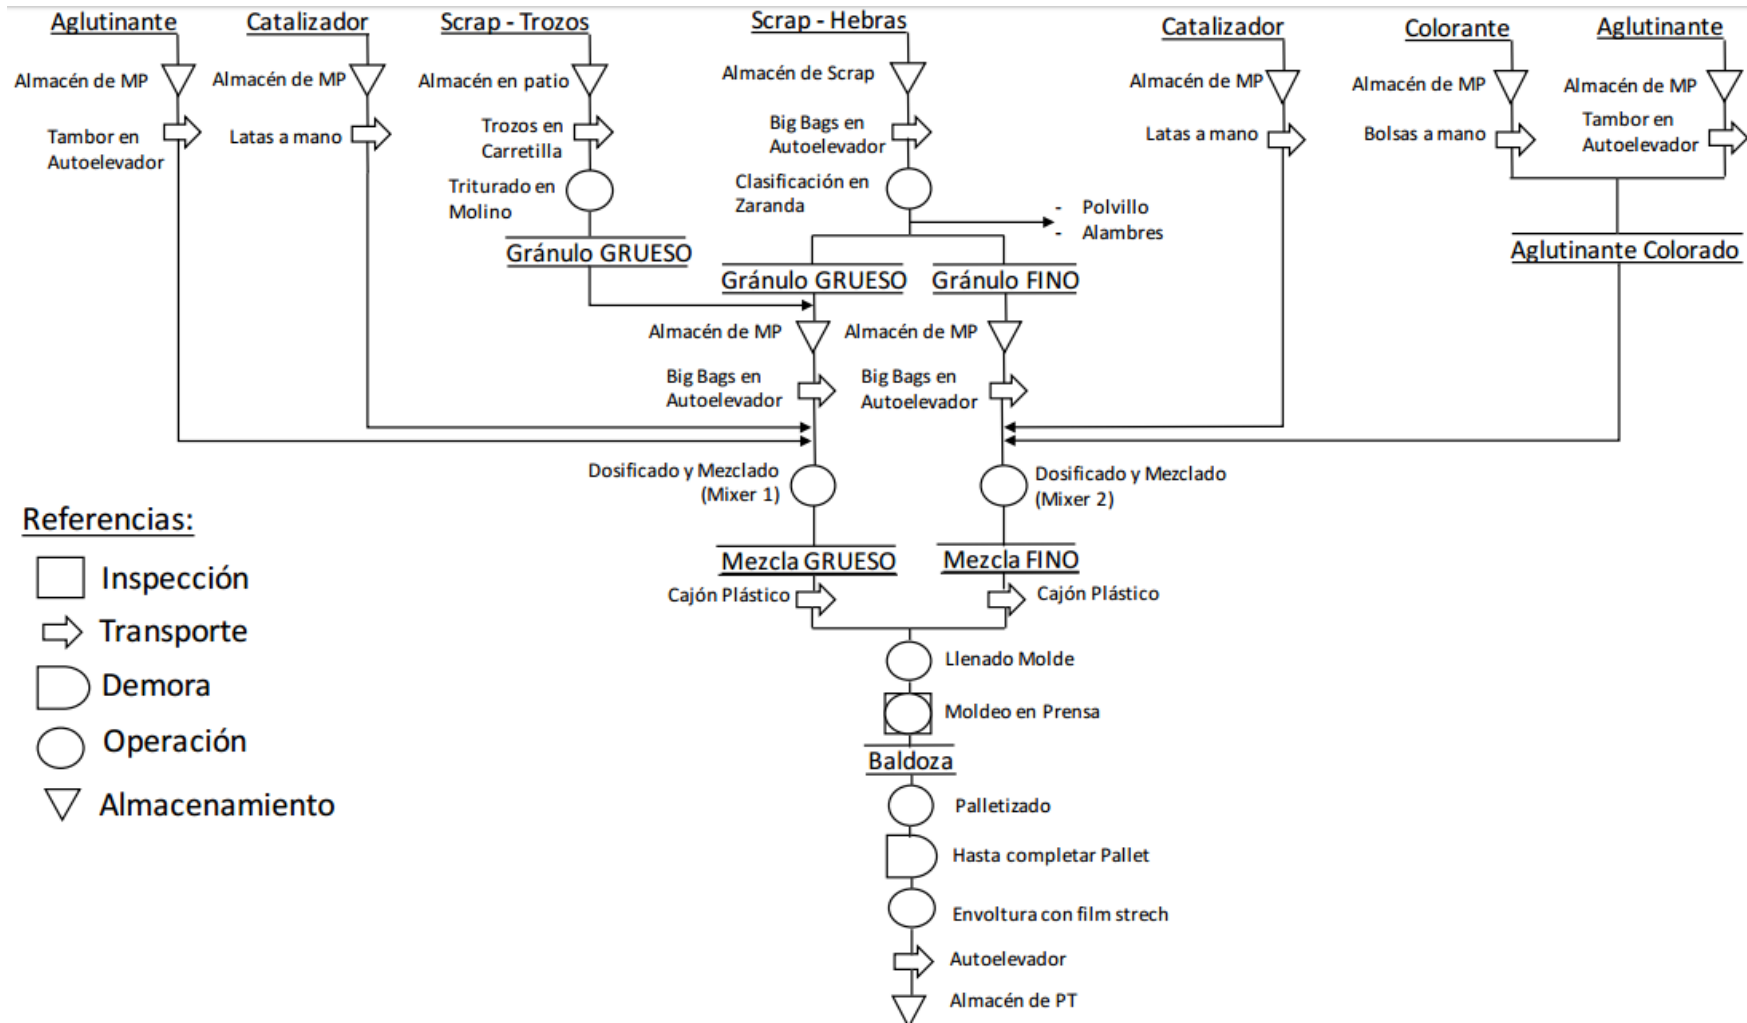 Aglutinante
Catalizador
Scrap - Trozos
Scrap - Hebras
Catalizador
Colorante
Aglutinante
Almacén de MP
Almacén de MP
Almacén en patio
Almacén de Scrap
Almacén de MP
Almacén de MP
Almacén de MP
Tambor en
Autoelevador
Latas a mano
Trozos en
Carretilla
Big Bags en
Autoelevador
Latas a mano
Bolsas a mano
Tambor en
Autoelevador
Triturado en
Molino
Clasificación en
Zaranda
- Polvillo
- Alambres
Gránulo GRUESO
Gránulo GRUESO
Gránulo FINO
Aglutinante Colorado
Almacén de MP
Almacén de MP
Big Bags en
Autoelevador
Big Bags en
Autoelevador
Dosificado y Mezclado
(Mixer 1)
Dosificado y Mezclado
(Mixer 2)
Mezcla GRUESO
Mezcla FINO
Cajón Plástico
Cajón Plástico
Llenado Molde
Moldeo en Prensa
Baldoza
Palletizado
Hasta completar Pallet
Envoltura con film strech
Autoelevador
Almacén de PT
Referencias:
Inspección
Transporte
Demora
Operación
Almacenamiento